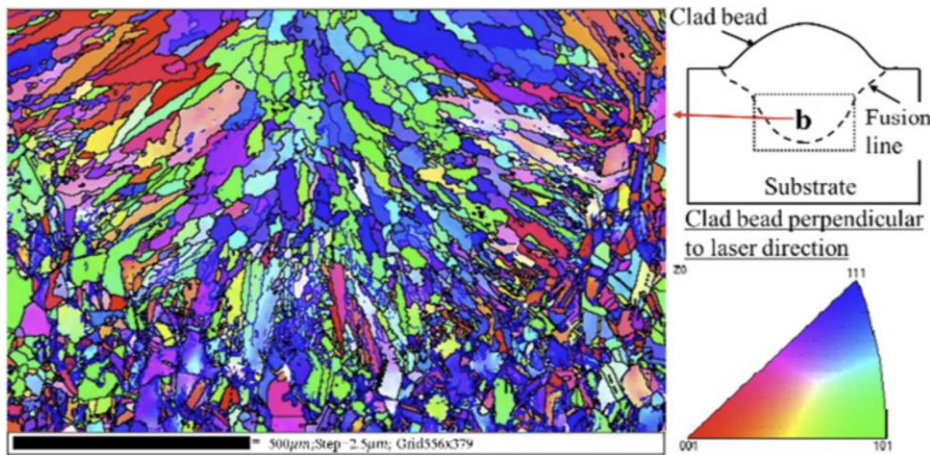 Clad bead
b
Fusion
line
Substrate
Clad bead perpendicular
to laser direction
111
001
101
= 500μm;Step=2.5μm; Grid556x379